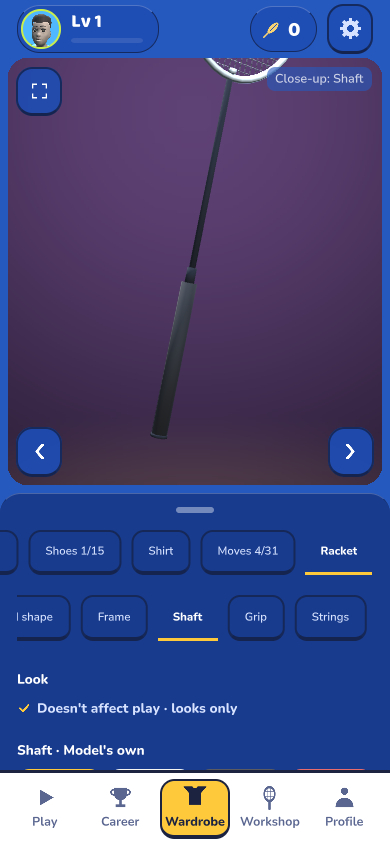 Lv 1
0
Close-up: Shaft
Shoes 1/15
Shirt
Moves 4/31
Racket
l shape
Frame
Shaft
Grip
Strings
Look
Doesn't affect play · looks only
Shaft · Model's own
Play
Career
Wardrobe
Workshop
Profile